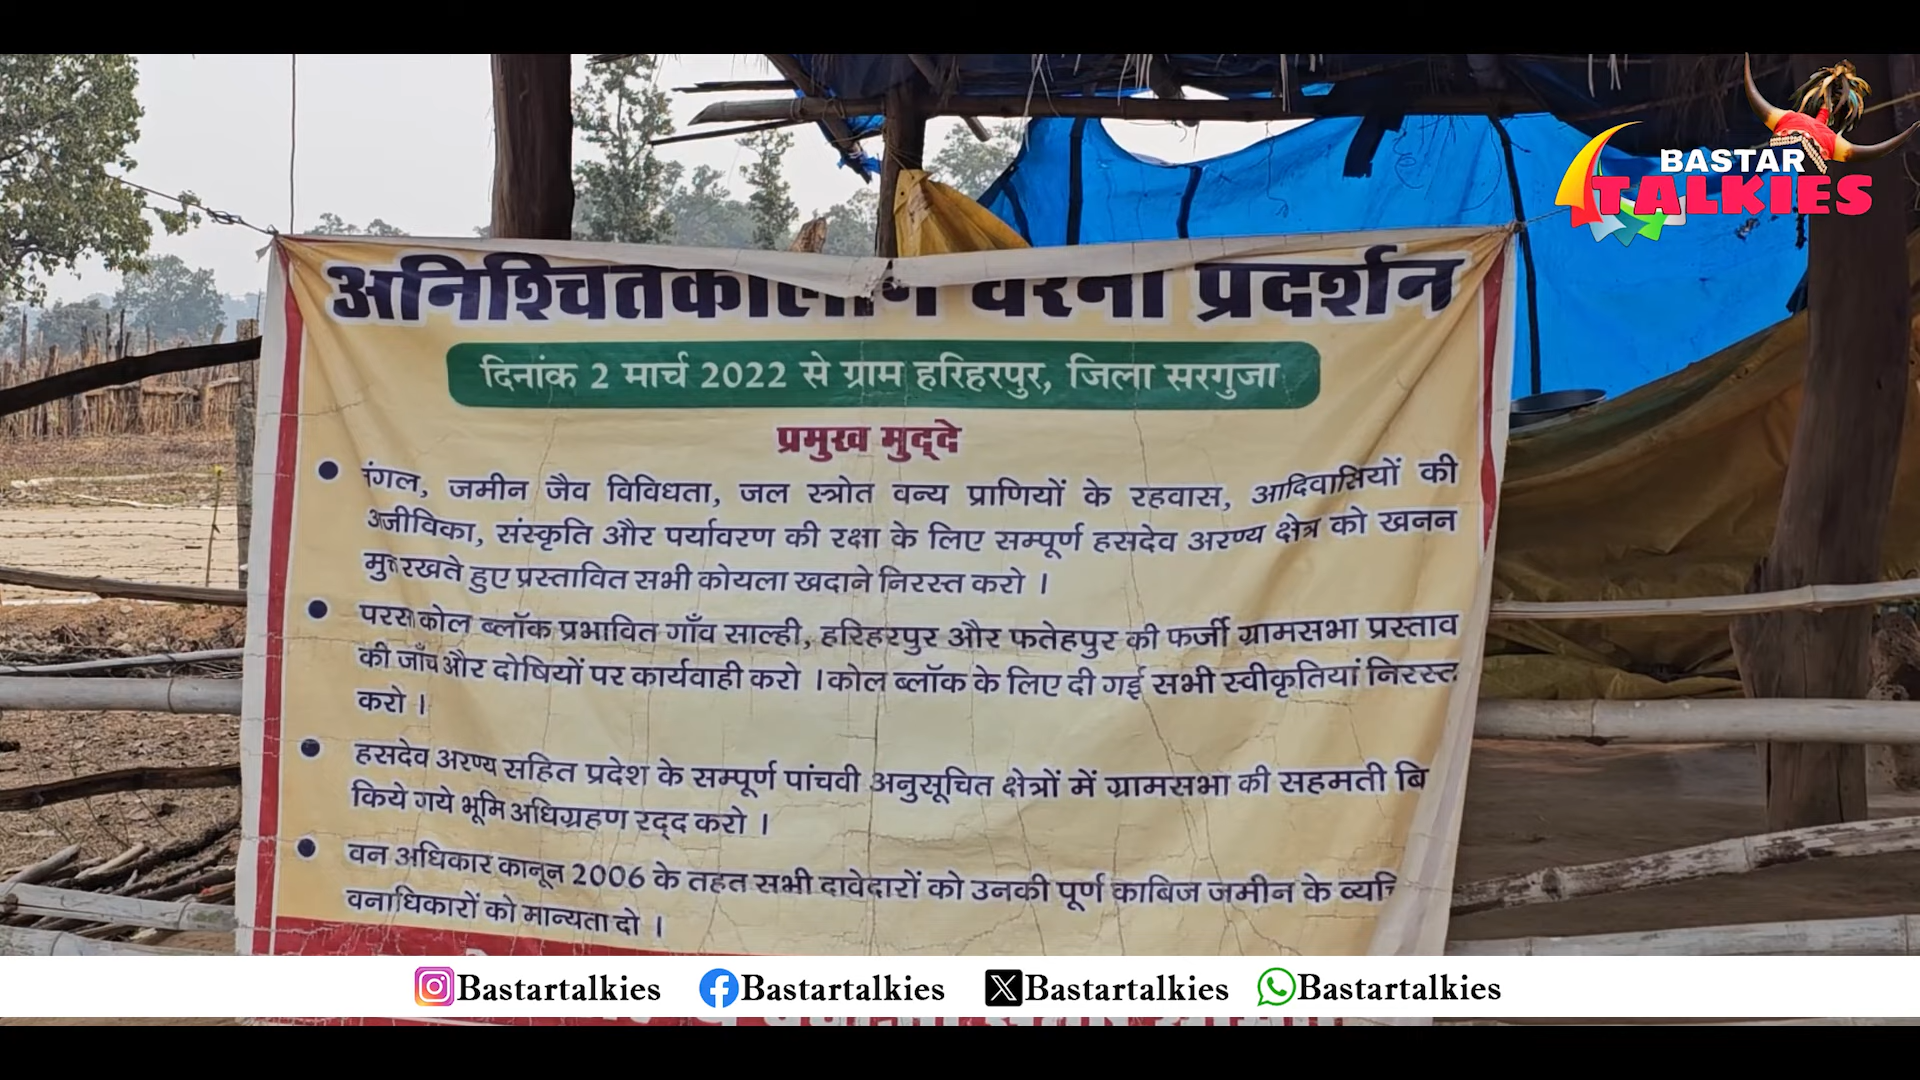 BASTAR
TALKIES
अनिश्चितकालीन धरना प्रदर्शन
दिनांक 2 मार्च 2022 से ग्राम हरिहरपुर, जिला सरगुजा
प्रमुख मुद्दे
जंगल, जमीन जैव विविधता, जल स्त्रोत वन्य प्राणियों के रहवास, आदिवासियों की
आजीविका, संस्कृति और पर्यावरण की रक्षा के लिए सम्पूर्ण हसदेव अरण्य क्षेत्र को खनन
रखते हुए प्रस्तावित सभी कोयला खदाने निरस्त करो ।
परसा कोल ब्लॉक प्रभावित गाँव साल्ही, हरिहरपुर और फतेहपुर की फर्जी ग्रामसभा प्रस्ताव
की जाँच और दोषियों पर कार्यवाही करो । कोल ब्लॉक के लिए दी गई सभी स्वीकृतियां निरस्त
करो ।
हसदेव अरण्य सहित प्रदेश के सम्पूर्ण पांचवी अनुसूचित क्षेत्रों में ग्रामसभा की सहमती बि
किये गये भूमि अधिग्रहण रद्द करो ।
वन अधिकार कानून 2006 के तहत सभी दावेदारों को उनकी पूर्ण काबिज जमीन के
वनाधिकारों को मान्यता दो ।
Bastartalkies Bastartalkies Bastartalkies Bastartalkies